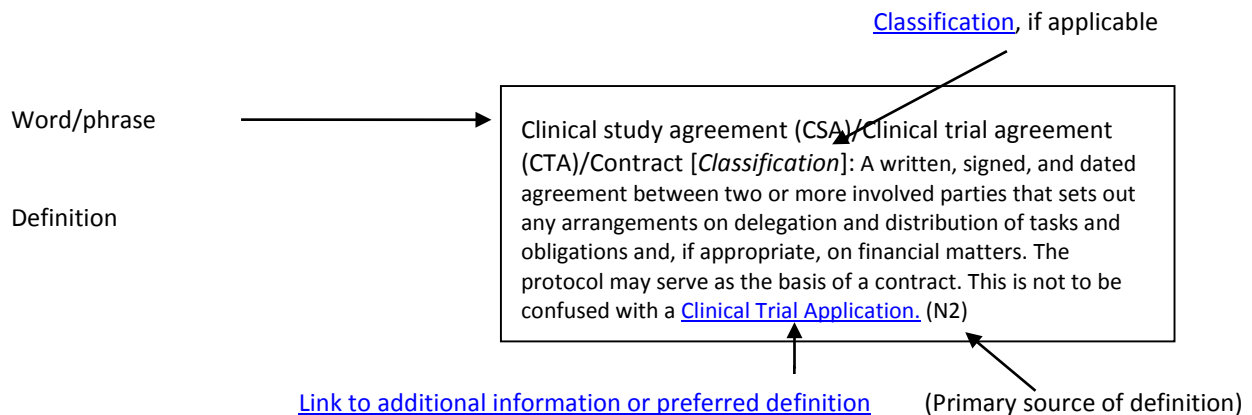 Classification, if applicable
Word/phrase
Clinical study agreement (CSA)/Clinical trial agreement
(CTA)/Contract [Classification]: A written, signed, and dated
agreement between two or more involved parties that sets out
Definition
any arrangements on delegation and distribution of tasks and
obligations and, if appropriate, on financial matters. The
protocol may serve as the basis of a contract. This is not to be
confused with a Clinical Trial Application. (N2)
Link to additional information or preferred definition
(Primary source of definition)